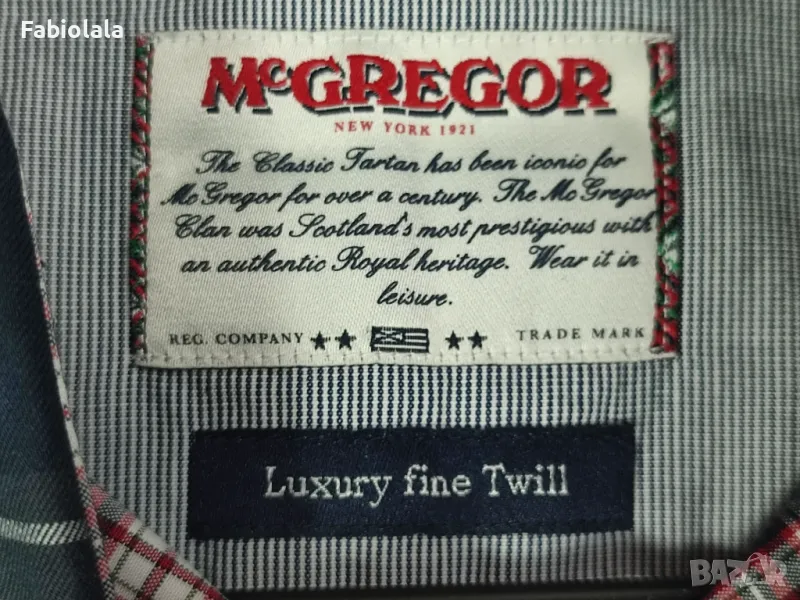 Fabiolala
McGREGOR
NEW YORK 1921
The Classic Tartan has been iconic for
McGregor for over a century. The McGregor
Clan was Scotland's most prestigious with
an authentic Royal heritage. Wear it in
leisure.
REG. COMPANY TRADE MARK
Luxury fine Twill
BAZAR